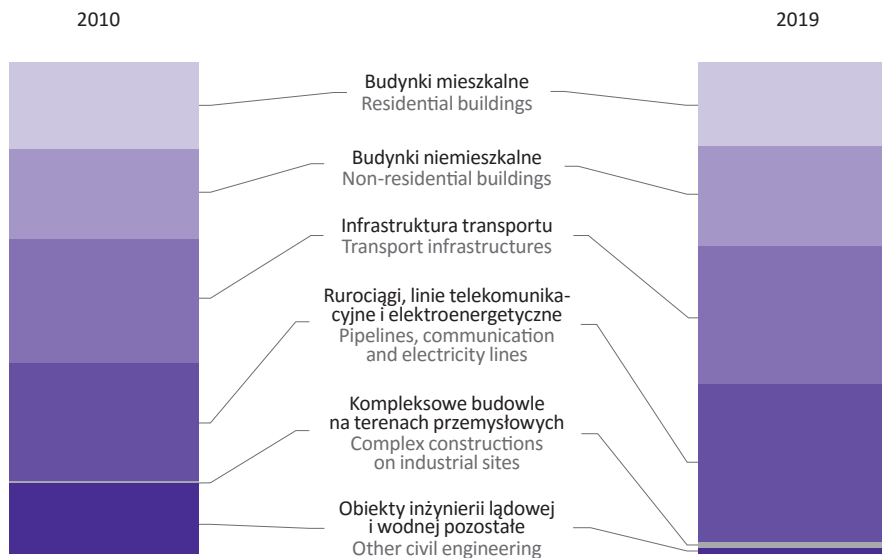 2010
2019
Budynki mieszkalne
Residential buildings
Budynki niemieszkalne
Non-residential buildings
Infrastruktura transportu
Transport infrastructures
Rurociągi, linie telekomunika-
cyjne i elektroenergetyczne
Pipelines, communication
and electricity lines
Kompleksowe budowle
na terenach przemysłowych
Complex constructions
on industrial sites
Obiekty inżynierii lądowej
i wodnej pozostałe
Other civil engineering